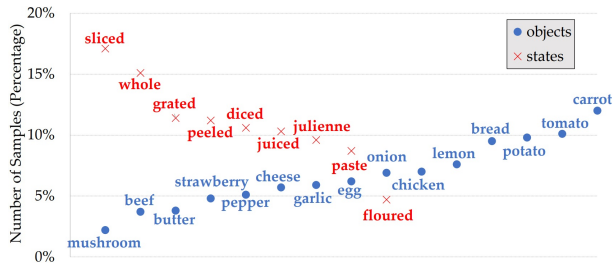 20%
15%
10%
5%
0%
Number of Samples (Percentage)
objects
states
sliced
whole
grated
peeled
diced
juiced
julienne
paste
floured
mushroom
beef
butter
strawberry
pepper
cheese
garlic
egg
onion
chicken
lemon
bread
potato
tomato
carrot